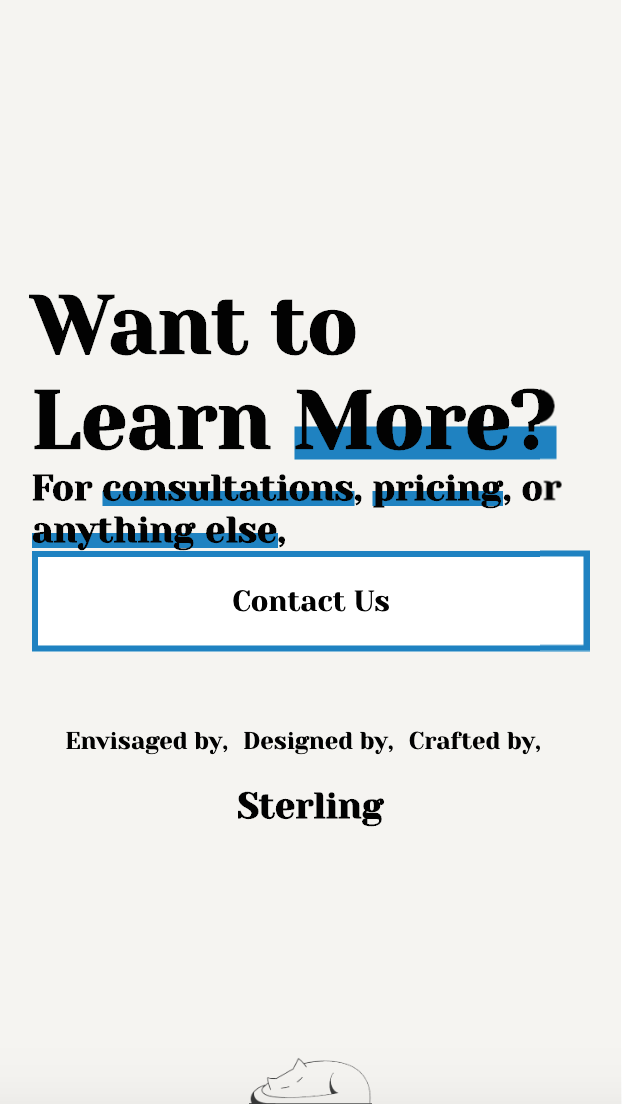 Want to
Learn More?
For consultations, pricing, or
anything else,
Contact Us
Envisaged by, Designed by, Crafted by,
Sterling